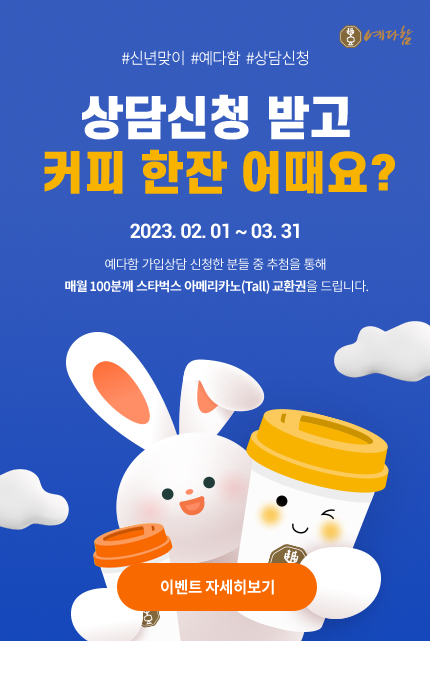 예다함
#신년맞이 #예다함 #상담신청
상담신청 받고
커피 한잔 어때요?
2023. 02. 01 ~ 03. 31
예다함 가입상담 신청한 분들 중 추첨을 통해
매월 100분께 스타벅스 아메리카노(Tall) 교환권을 드립니다.
이벤트 자세히보기